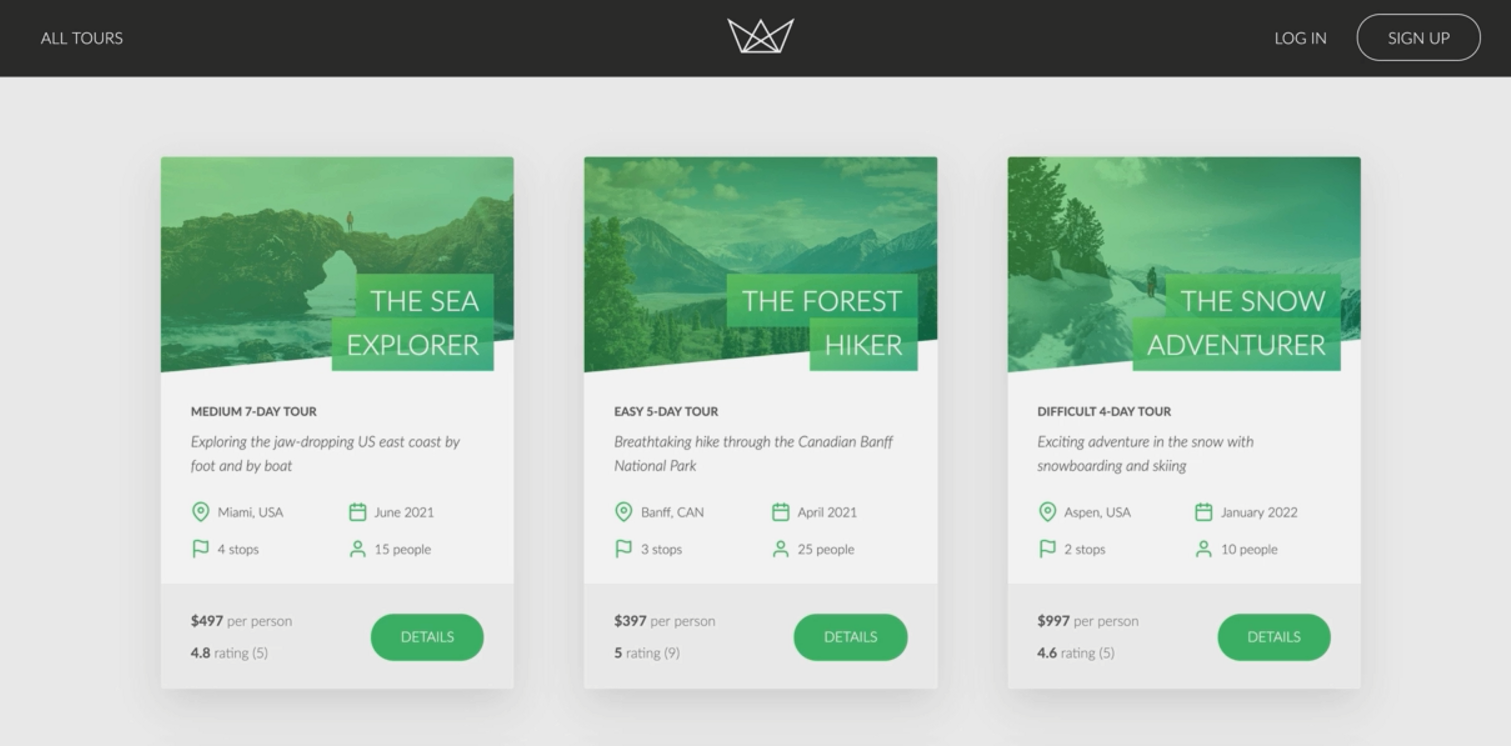 ALL TOURS
LOG IN
SIGN UP
THE SEA
EXPLORER
MEDIUM 7-DAY TOUR
Exploring the jaw-dropping US east coast by
foot and by boat
Miami, USA
June 2021
4 stops
15 people
$497 per person
4.8 rating (5)
DETAILS
THE FOREST
HIKER
EASY 5-DAY TOUR
Breathtaking hike through the Canadian Banff
National Park
Banff, CAN
April 2021
3 stops
25 people
$397 per person
5 rating (9)
DETAILS
THE SNOW
ADVENTURER
DIFFICULT 4-DAY TOUR
Exciting adventure in the snow with
snowboarding and skiing
Aspen, USA
January 2022
2 stops
10 people
$997 per person
4.6 rating (5)
DETAILS